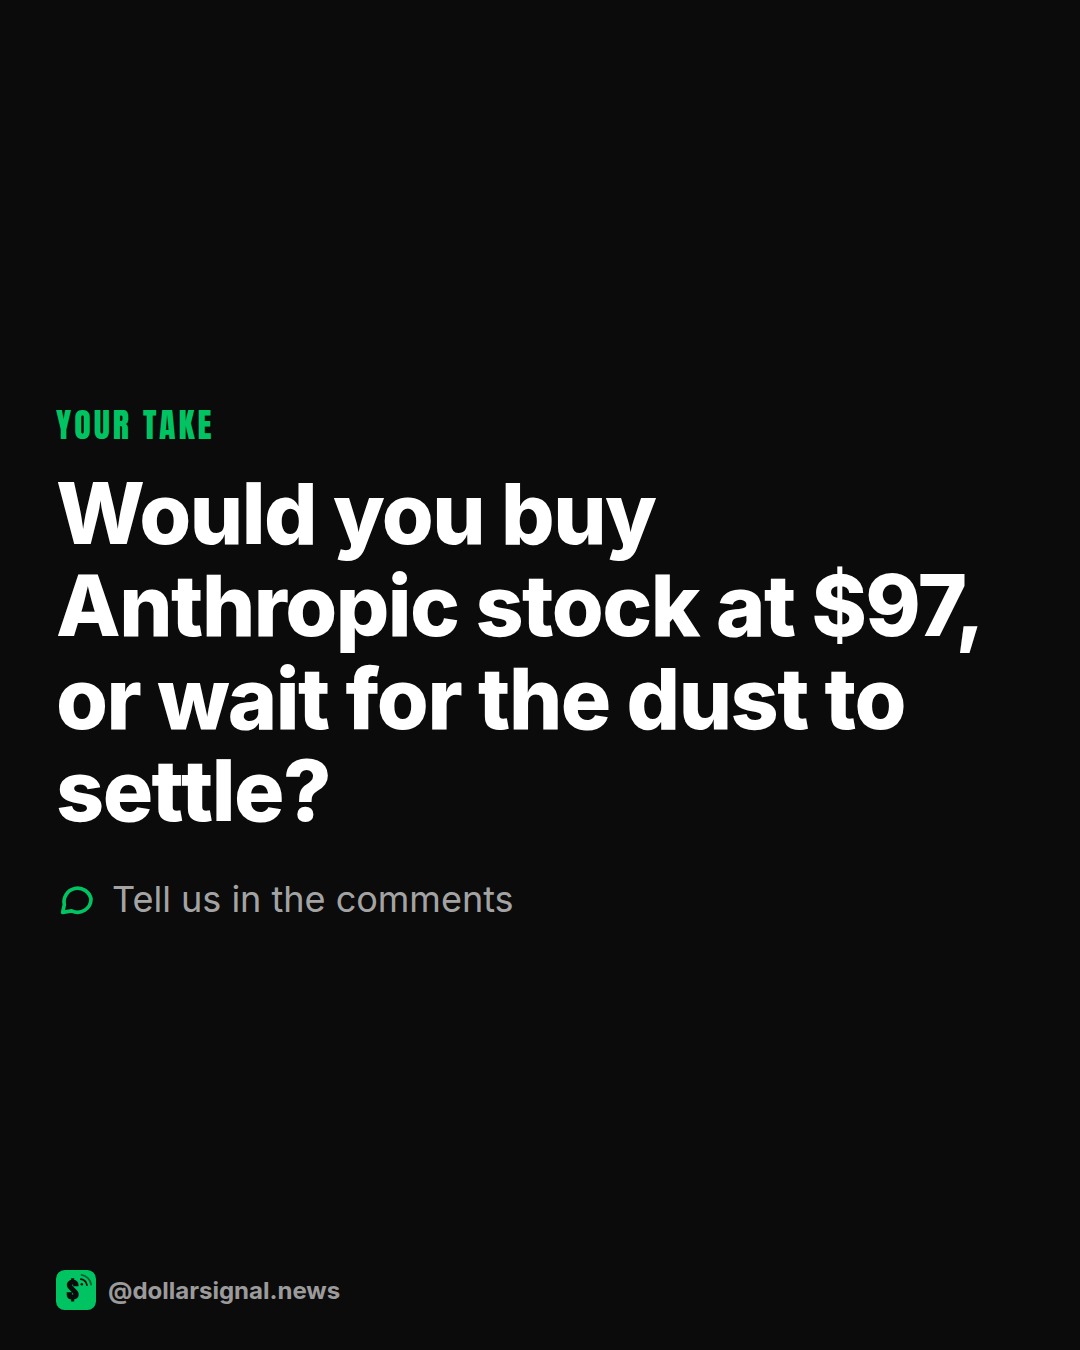 YOUR TAKE
Would you buy
Anthropic stock at $97,
or wait for the dust to
settle?
Tell us in the comments
$ @dollarsignal.news